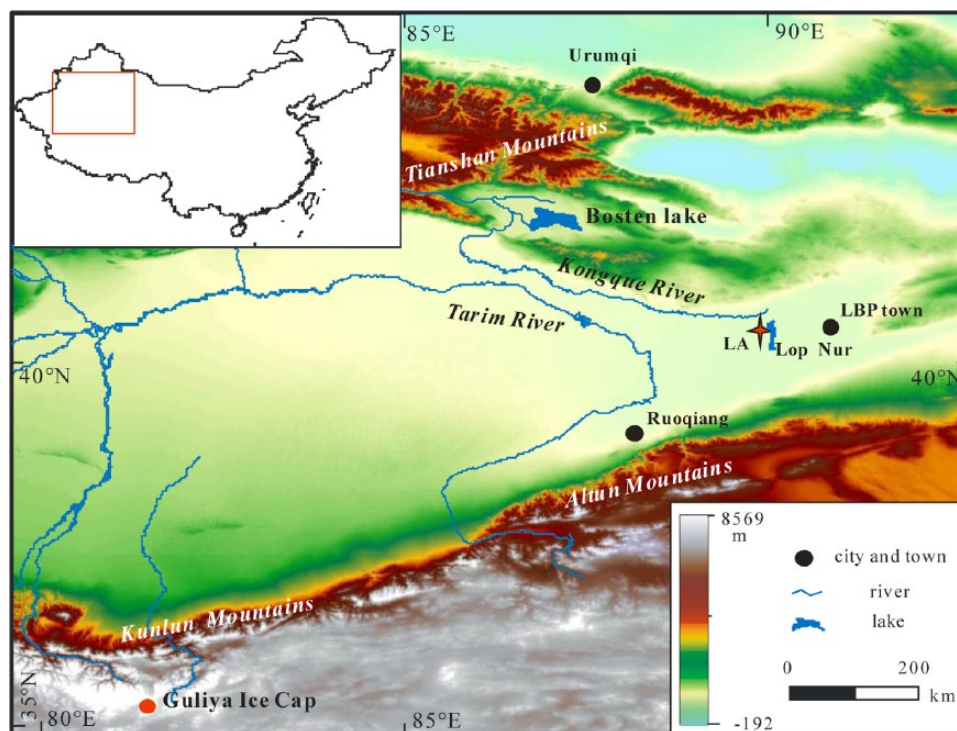 85°E
90°E
Urumqi
Tianshan Mountains
Bosten lake
Kongque River
Tarim River
LBP town
LA
Lop Nur
40°N
40°N
Ruoqiang
Altun Mountains
8569
m
city and town
river
lake
Kunlun Mountains
0
200
km
Guliya Ice Cap
35°N
80°E
85°E
-192